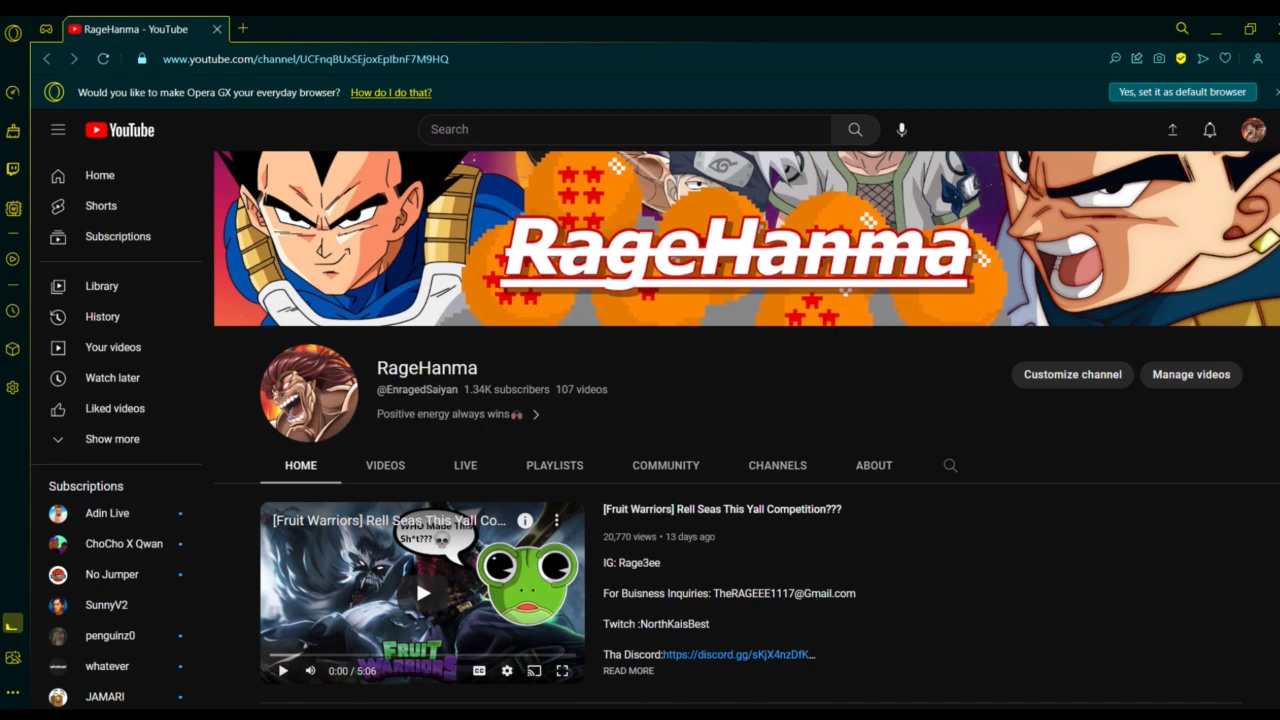 RageHanma - YouTube
www.youtube.com/channel/UCFnqBUxSEjoxEpIbnF7M9HQ
Would you like to make Opera GX your everyday browser? How do I do that?
Yes, set it as default browser
YouTube
Search
Home
Shorts
Subscriptions
Library
History
Your videos
Watch later
Liked videos
Show more
Subscriptions
Adin Live
ChoCho X Qwan
No Jumper
SunnyV2
penguinz0
whatever
JAMARI
RageHanma
RageHanma
@EnragedSaiyan 1.34K subscribers 107 videos
Positive energy always wins
Customize channel
Manage videos
HOME
VIDEOS
LIVE
PLAYLISTS
COMMUNITY
CHANNELS
ABOUT
[Fruit Warriors] Rell Seas This Yall Co...
WHO Made This
Sh*t???
FRUIT
WARRIORS
0:00 / 5:06
[Fruit Warriors] Rell Seas This Yall Competition???
20,770 views • 13 days ago
IG: Rage3ee
For Buisness Inquiries: TheRAGEEE1117@Gmail.com
Twitch :NorthKaisBest
Tha Discord:https://discord.gg/sKjX4nzDfK...
READ MORE